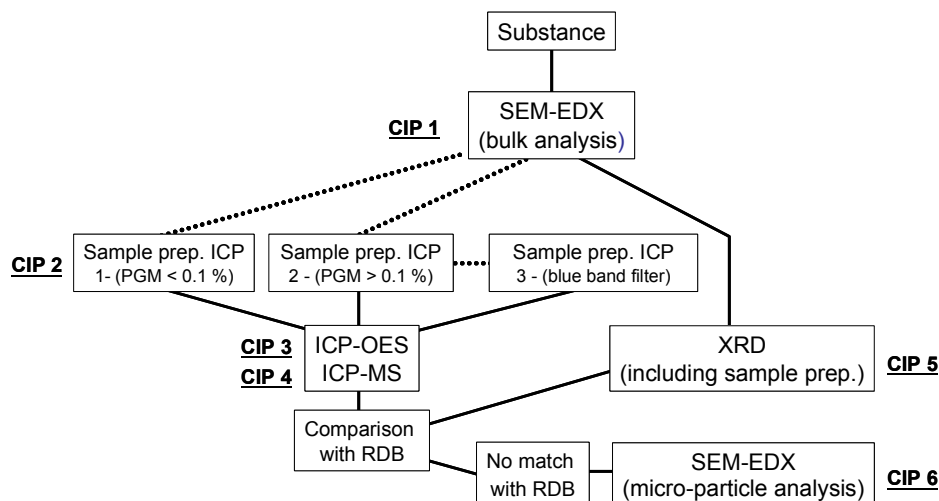 Substance
CIP 1
SEM-EDX
(bulk analysis)
CIP 2
Sample prep. ICP
1- (PGM < 0.1 %)
Sample prep. ICP
2 - (PGM > 0.1 %)
Sample prep. ICP
3 - (blue band filter)
CIP 3
CIP 4
ICP-OES
ICP-MS
XRD
(including sample prep.)
CIP 5
Comparison
with RDB
No match
with RDB
SEM-EDX
(micro-particle analysis)
CIP 6